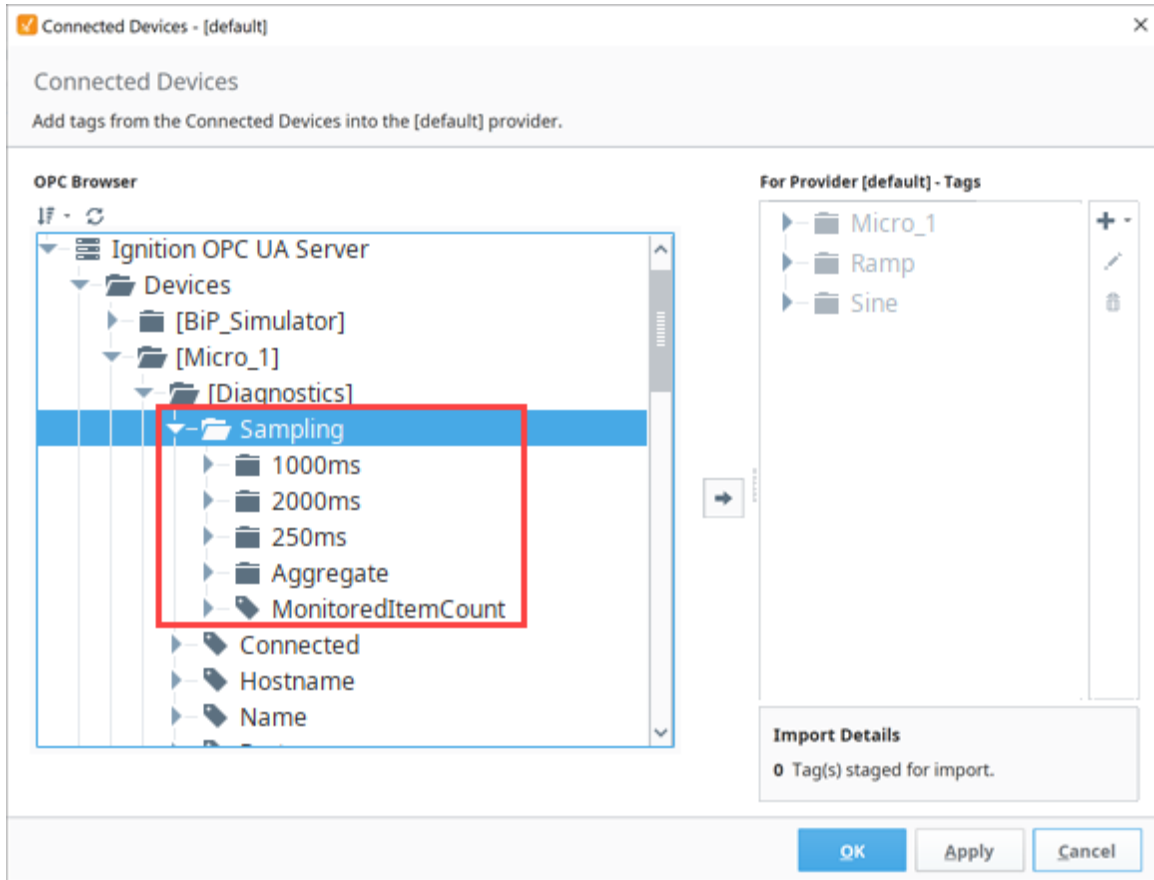 Connected Devices - [default]
Connected Devices
Add tags from the Connected Devices into the [default] provider.
OPC Browser
Ignition OPC UA Server
Devices
[BiP_Simulator]
[Micro_1]
[Diagnostics]
Sampling
1000ms
2000ms
250ms
Aggregate
MonitoredItemCount
Connected
Hostname
Name
For Provider [default] - Tags
Micro_1
Ramp
Sine
Import Details
0 Tag(s) staged for import.
OK Apply Cancel